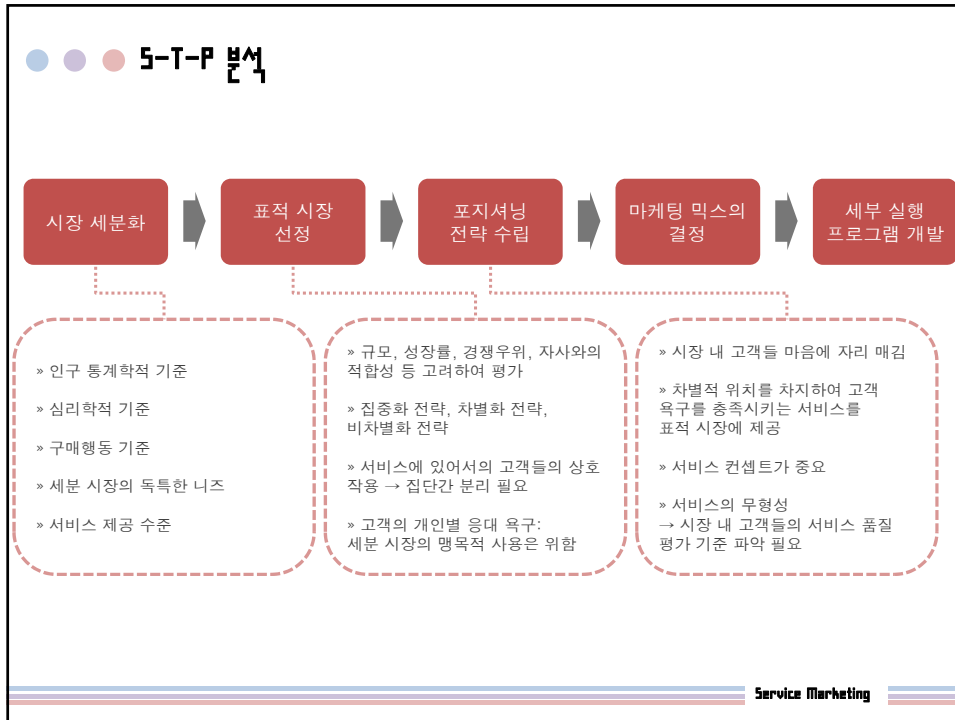 S-T-P 분석
시장 세분화
표적 시장
선정
포지셔닝
전략 수립
마케팅 믹스의
결정
세부 실행
프로그램 개발
» 인구 통계학적 기준
» 심리학적 기준
» 구매행동 기준
» 세분 시장의 독특한 니즈
» 서비스 제공 수준
» 규모, 성장률, 경쟁우위, 자사와의
적합성 등 고려하여 평가
» 집중화 전략, 차별화 전략,
비차별화 전략
» 서비스에 있어서의 고객들의 상호
작용 → 집단간 분리 필요
» 고객의 개인별 응대 욕구:
세분 시장의 맹목적 사용은 위함
» 시장 내 고객들 마음에 자리 매김
» 차별적 위치를 차지하여 고객
욕구를 충족시키는 서비스를
표적 시장에 제공
» 서비스 컨셉트가 중요
» 서비스의 무형성
→ 시장 내 고객들의 서비스 품질
평가 기준 파악 필요
Service Marketing